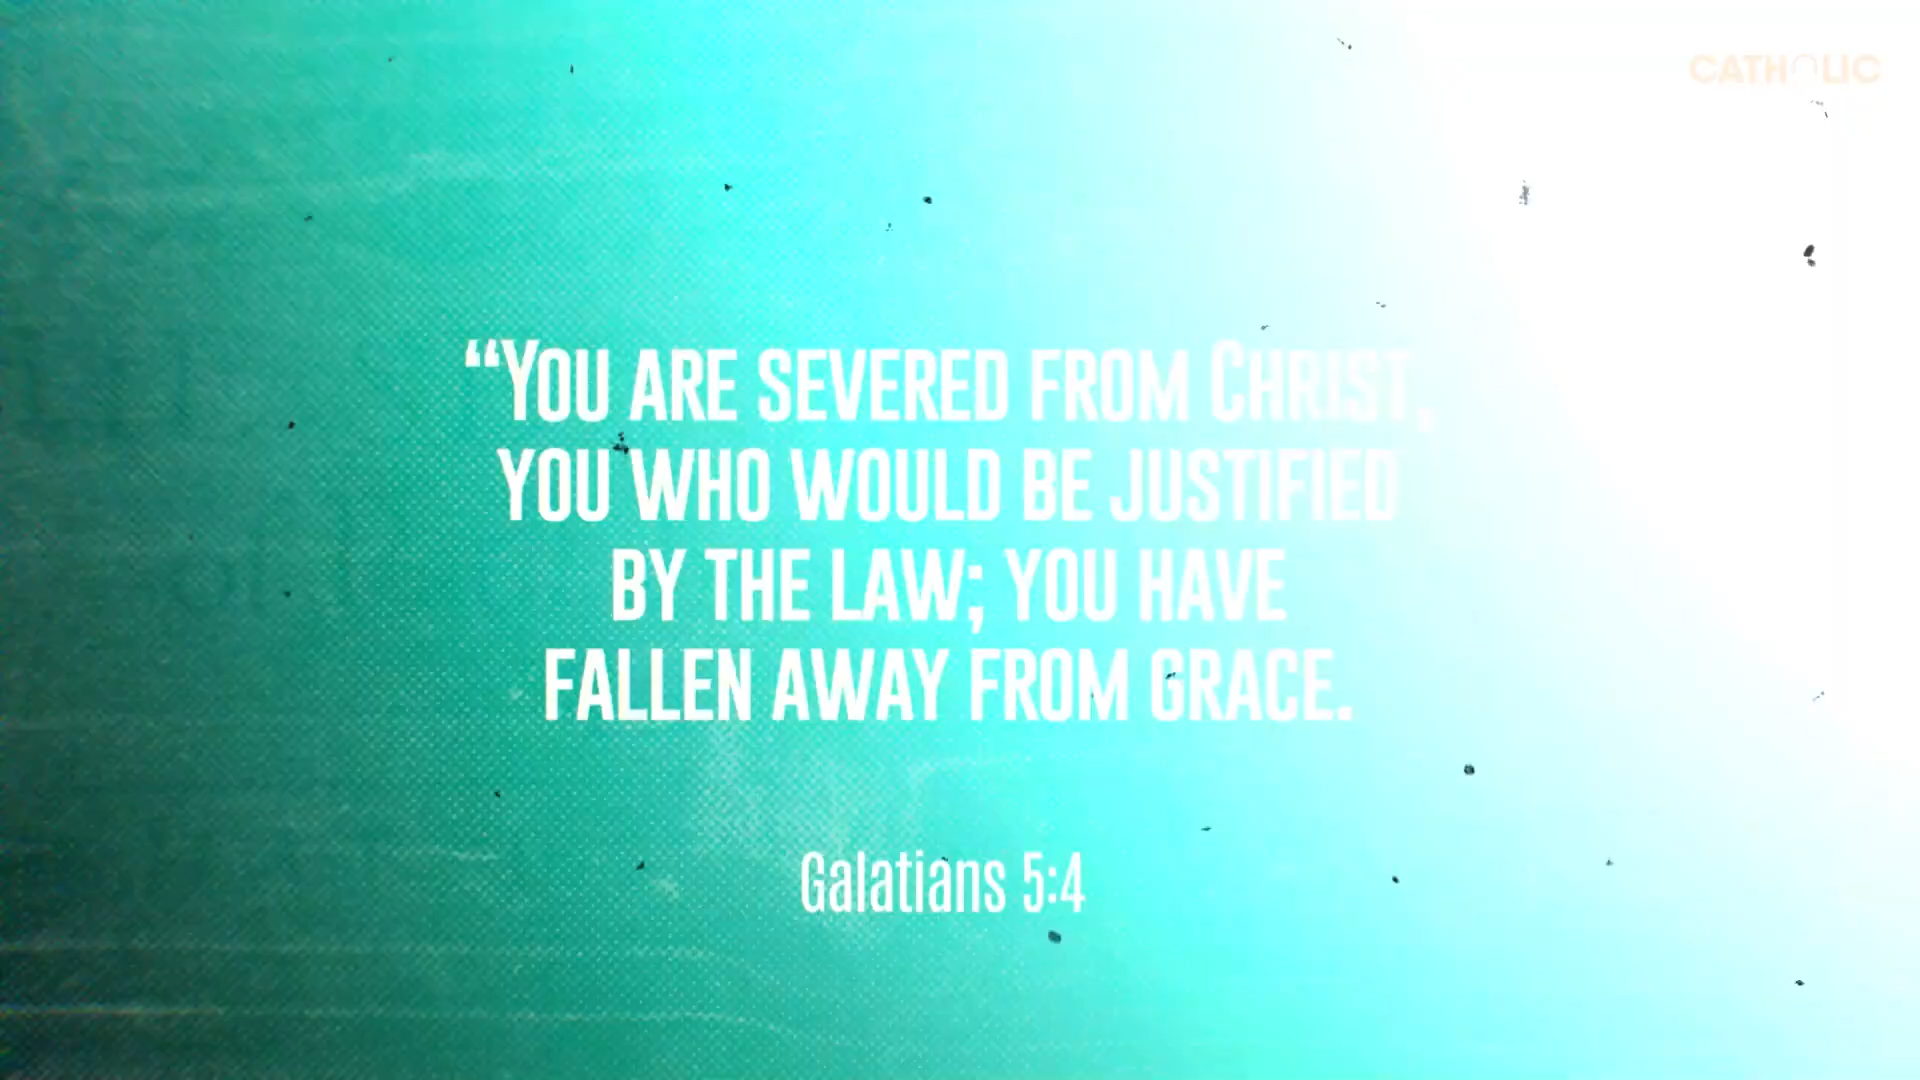 CATHOLIC
“YOU ARE SEVERED FROM CHRIST,
YOU WHO WOULD BE JUSTIFIED
BY THE LAW; YOU HAVE
FALLEN AWAY FROM GRACE.
Galatians 5:4